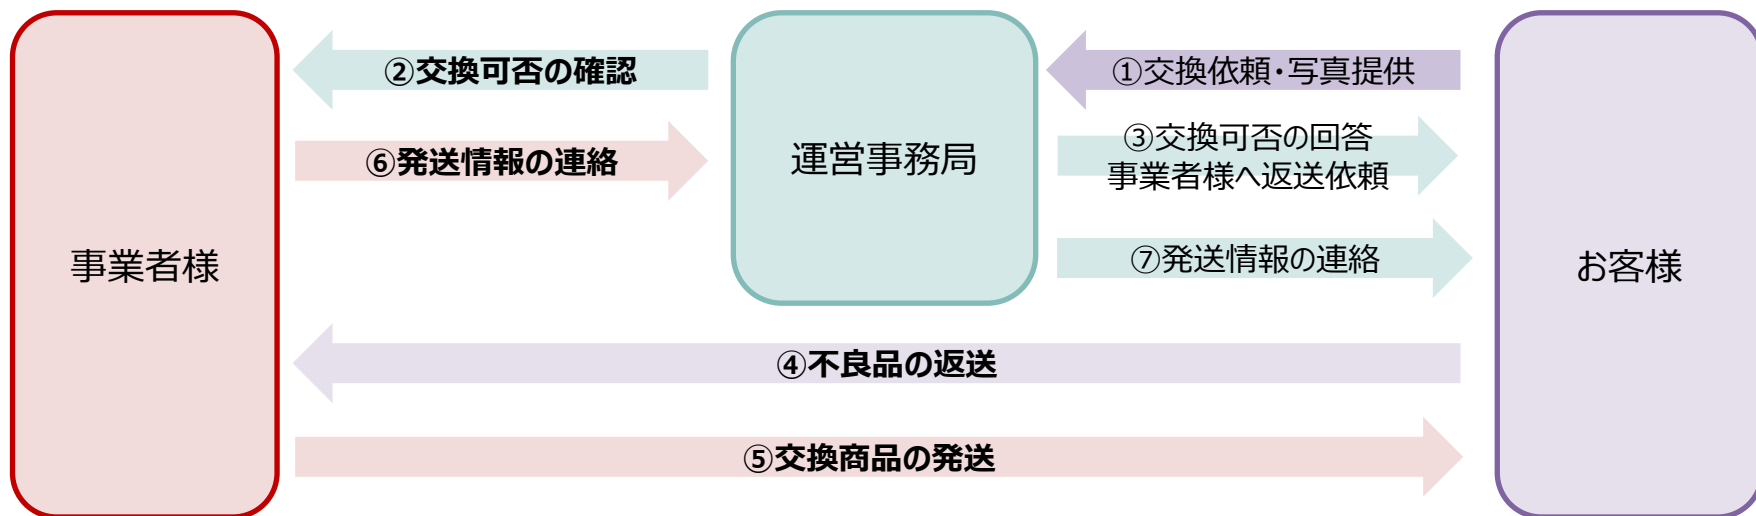 ②交換可否の確認
①交換依頼・写真提供
⑥発送情報の連絡
運営事務局
③交換可否の回答
事業者様へ返送依頼
事業者様
⑦発送情報の連絡
お客様
④不良品の返送
⑤交換商品の発送